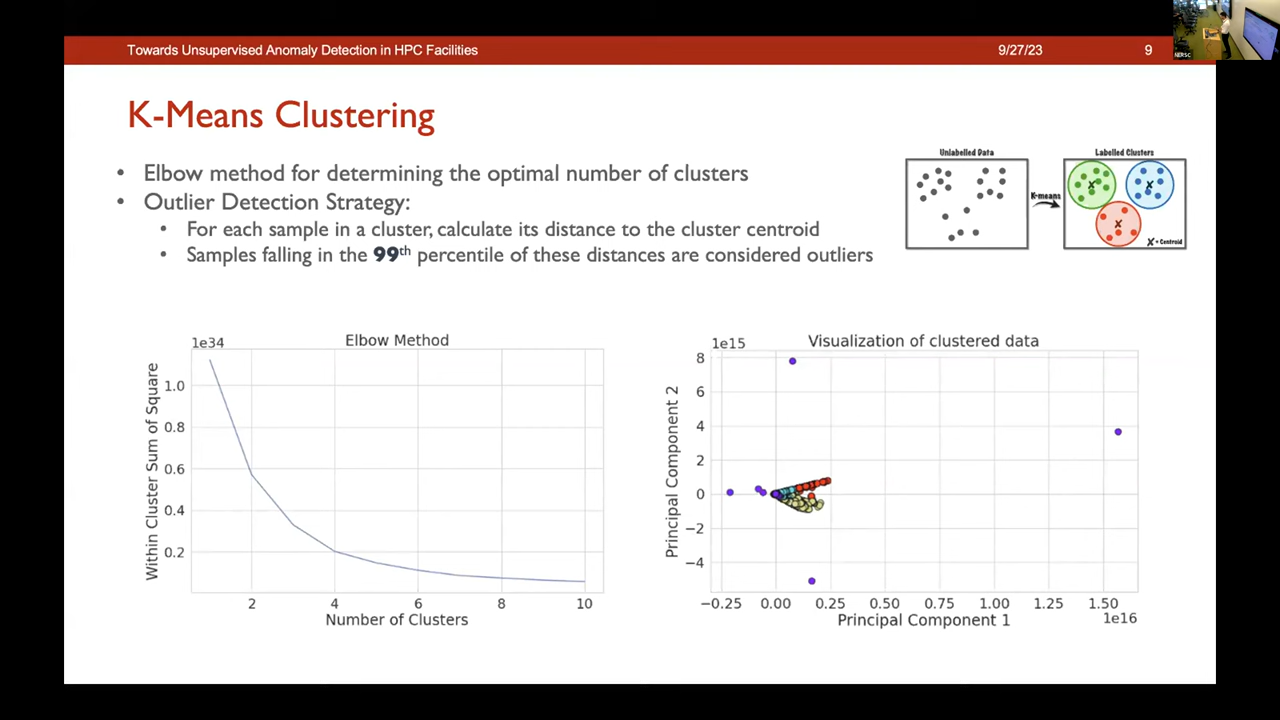 Towards Unsupervised Anomaly Detection in HPC Facilities
9/27/23
9
NERSC
K-Means Clustering
• Elbow method for determining the optimal number of clusters
• Outlier Detection Strategy:
• For each sample in a cluster, calculate its distance to the cluster centroid
• Samples falling in the 99th percentile of these distances are considered outliers
Unlabelled Data
K-means
Labelled Clusters
X
X
X
X = Centroid
Elbow Method
1e34
Within Cluster Sum of Square
1.0
0.8
0.6
0.4
0.2
2 4 6 8 10
Number of Clusters
Visualization of clustered data
1e15
Principal Component 2
8
6
4
2
0
−2
−4
−0.25 0.00 0.25 0.50 0.75 1.00 1.25 1.50
1e16
Principal Component 1